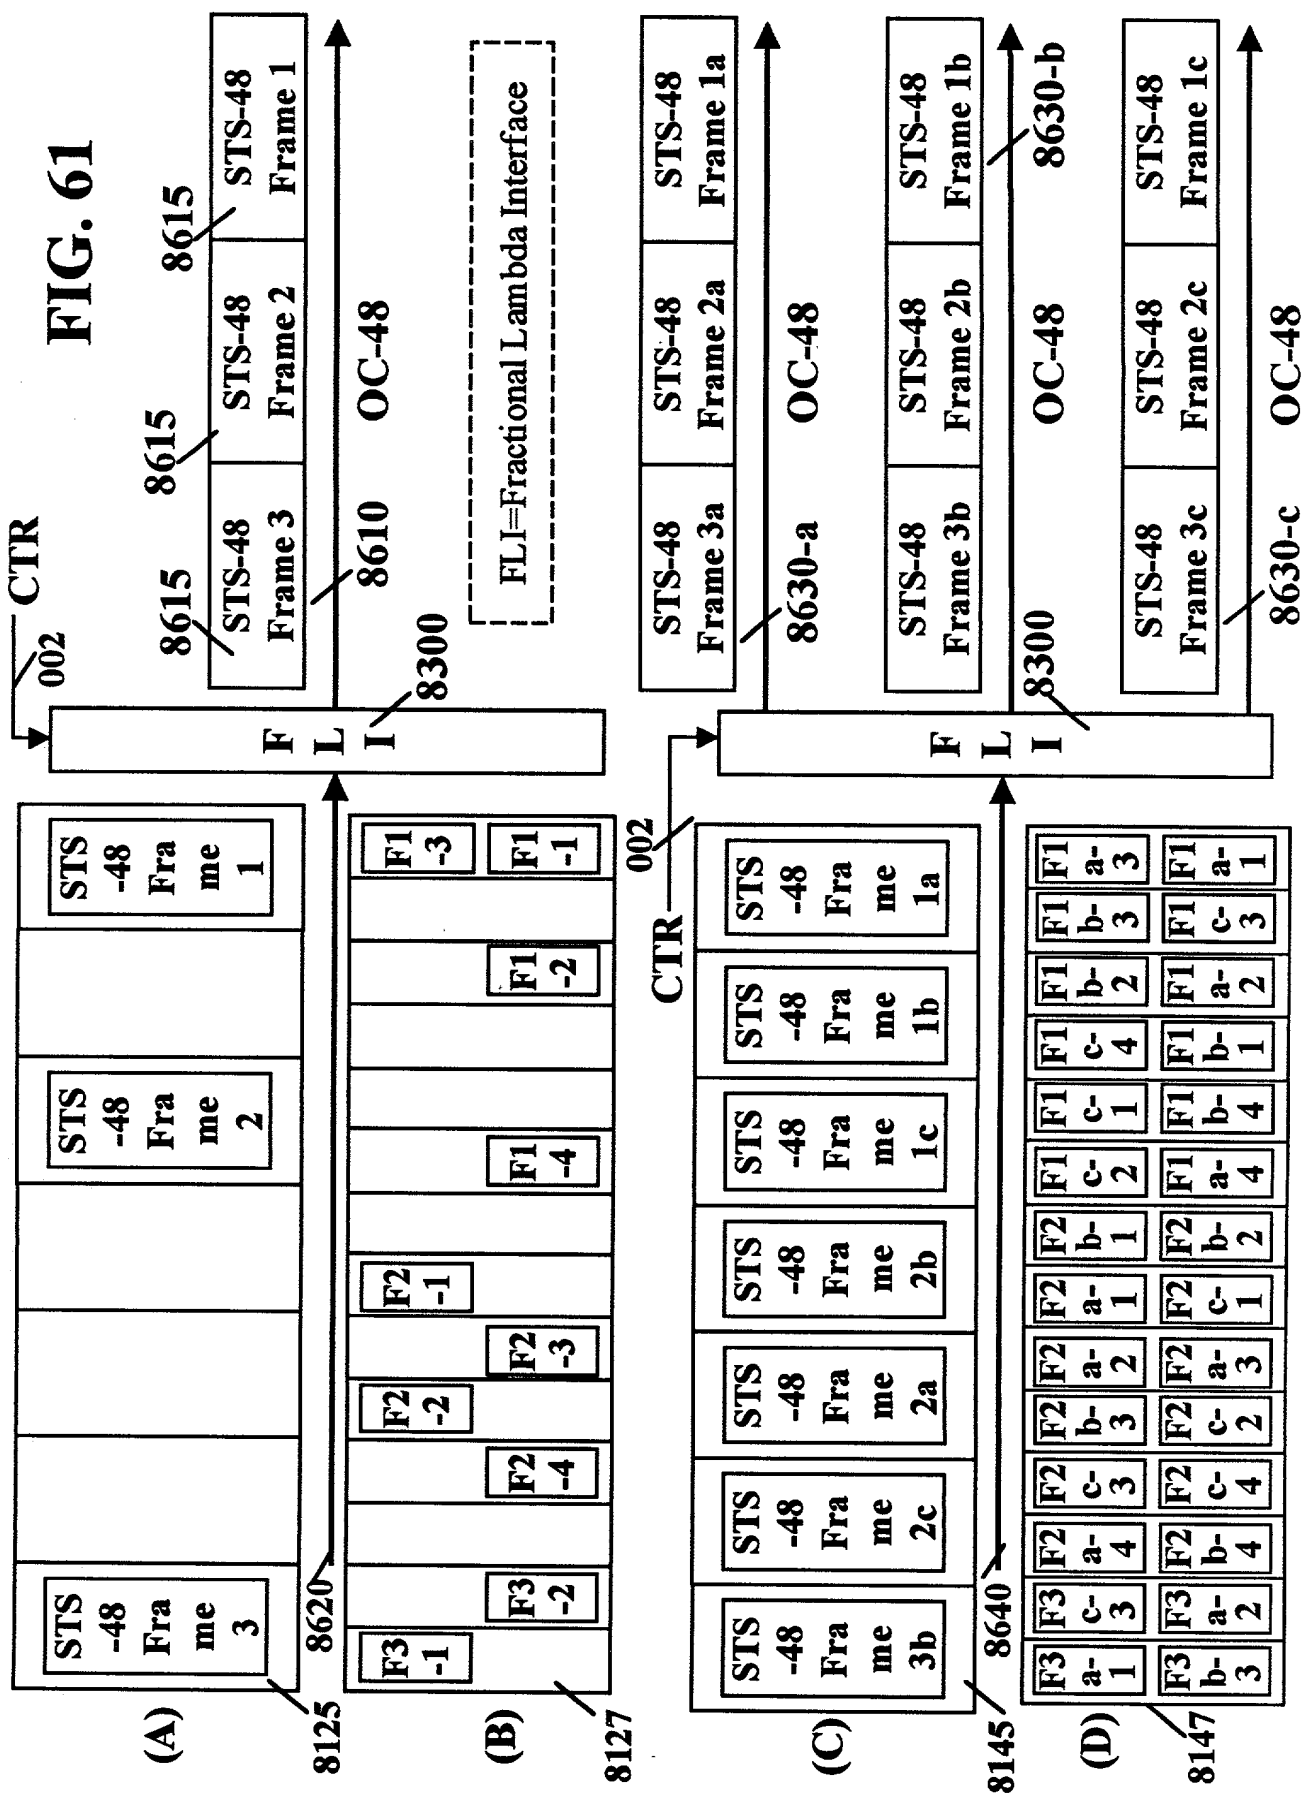 FIG. 61
CTR
002
(A)
8125
STS
-48
Fra
me
3
STS
-48
Fra
me
2
STS
-48
Fra
me
1
8620
F
L
I
8300
8615
8615
8615
STS-48
Frame 3
STS-48
Frame 2
STS-48
Frame 1
8610
OC-48
FLI=Fractional Lambda Interface
(B)
8127
F3
-1
F3
-2
F2
-4
F2
-2
F2
-3
F2
-1
F1
-4
F1
-2
F1
-3
F1
-1
CTR
002
(C)
8145
STS
-48
Fra
me
3b
STS
-48
Fra
me
2c
STS
-48
Fra
me
2a
STS
-48
Fra
me
2b
STS
-48
Fra
me
1c
STS
-48
Fra
me
1b
STS
-48
Fra
me
1a
8640
F
L
I
8300
STS-48
Frame 3a
STS-48
Frame 2a
STS-48
Frame 1a
8630-a
OC-48
STS-48
Frame 3b
STS-48
Frame 2b
STS-48
Frame 1b
OC-48
8630-b
STS-48
Frame 3c
STS-48
Frame 2c
STS-48
Frame 1c
8630-c
OC-48
(D)
8147
F3
a-
1
F3
c-
3
F2
a-
4
F2
c-
3
F2
b-
3
F2
a-
2
F2
a-
1
F2
b-
1
F1
c-
2
F1
c-
1
F1
c-
4
F1
b-
2
F1
b-
3
F1
a-
3
F3
b-
3
F3
a-
2
F2
b-
4
F2
c-
4
F2
c-
2
F2
a-
3
F2
c-
1
F2
b-
2
F1
a-
4
F1
b-
4
F1
b-
1
F1
a-
2
F1
c-
3
F1
a-
1